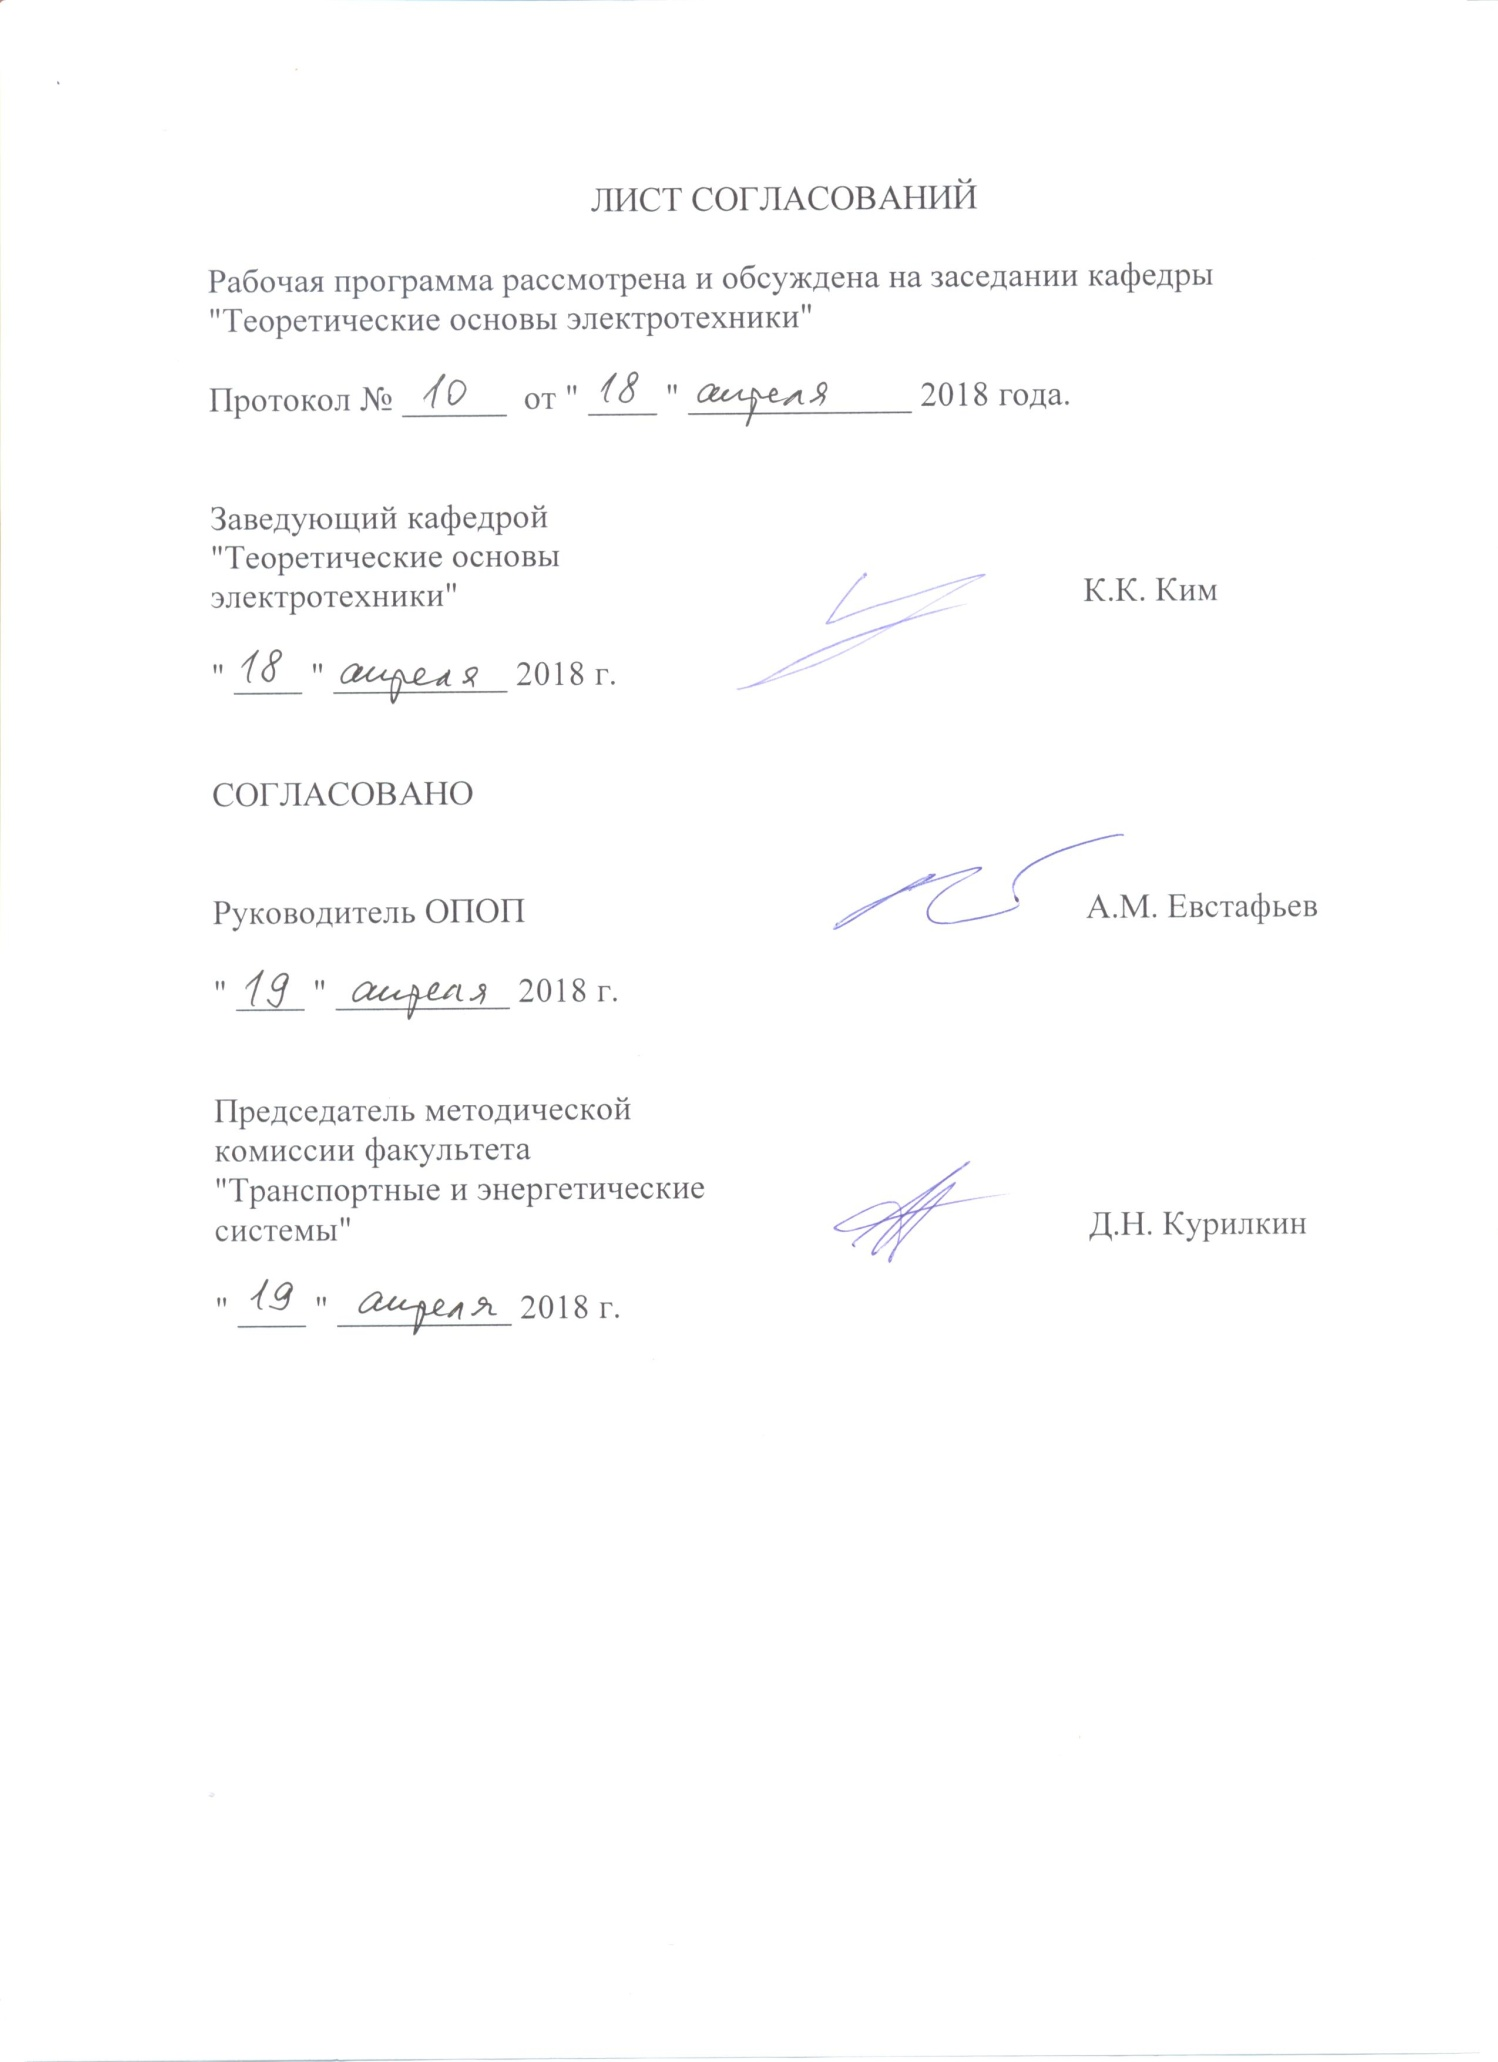 ЛИСТ СОГЛАСОВАНИЙ
Рабочая программа рассмотрена и обсуждена на заседании кафедры
"Теоретические основы электротехники"
Протокол № 10 от " 18 " апреля 2018 года.
Заведующий кафедрой
"Теоретические основы
электротехники" К.К. Ким
" 18 " апреля 2018 г.
СОГЛАСОВАНО
Руководитель ОПОП А.М. Евстафьев
" 19 " апреля 2018 г.
Председатель методической
комиссии факультета
"Транспортные и энергетические
системы" Д.Н. Курилкин
" 19 " апреля 2018 г.